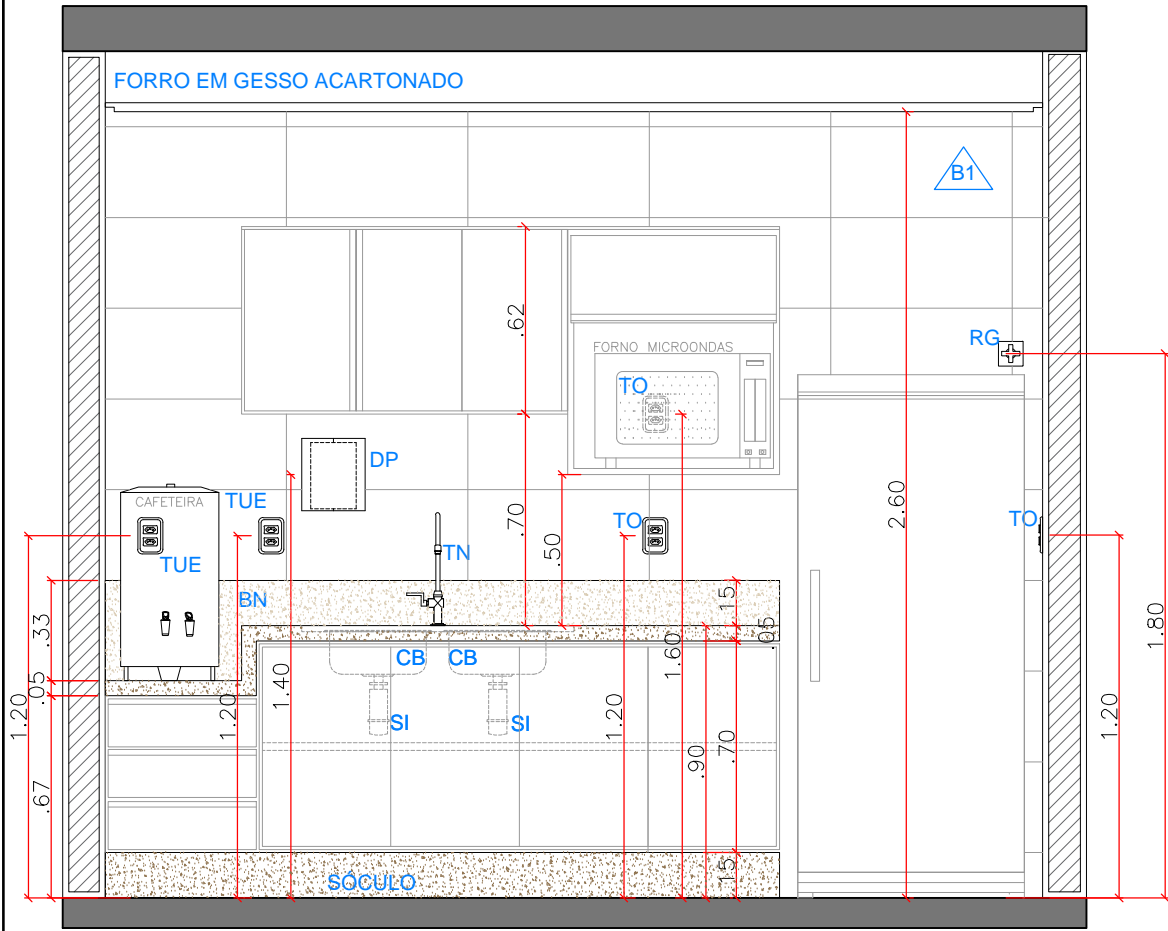 FORRO EM GESSO ACARTONADO
B1
.62
RG
FORNO MICROONDAS
TO
DP
CAFETEIRA
TUE
TUE
.70
.50
TO
2.60
TO
TN
BN
.15
.05
.33
.05
1.20
.67
1.20
1.40
CB
CB
SI
SI
1.20
1.60
.90
.70
.15
1.20
1.80
SÓCULO